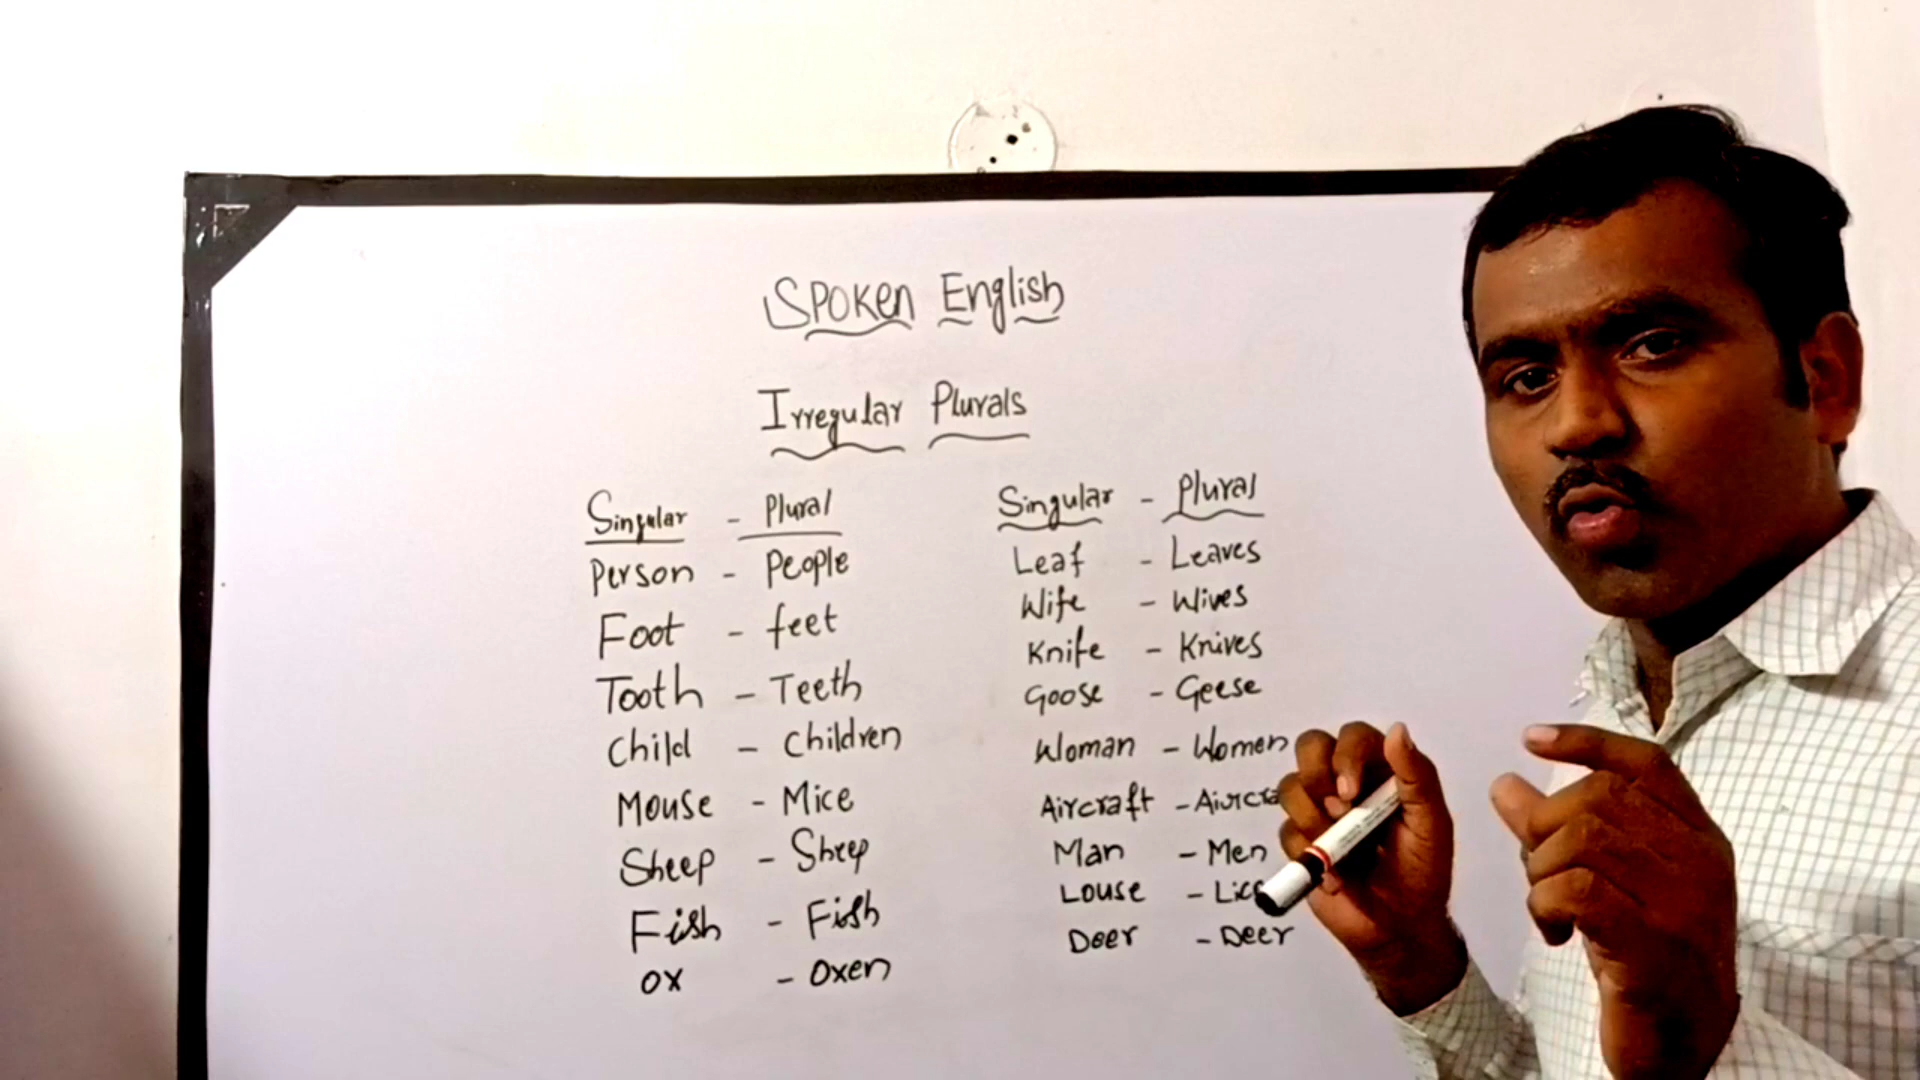 SPOKEN English
Irregular Plurals
Singular - Plural
Person - People
Foot - feet
Tooth - Teeth
Child - Children
Mouse - Mice
Sheep - Sheep
Fish - Fish
OX - Oxen
Singular - Plural
Leaf - Leaves
Wife - Wives
Knife - Knives
Goose - Geese
Woman - Women
Aircraft -
Man - Men
Louse -
Deer - Deer